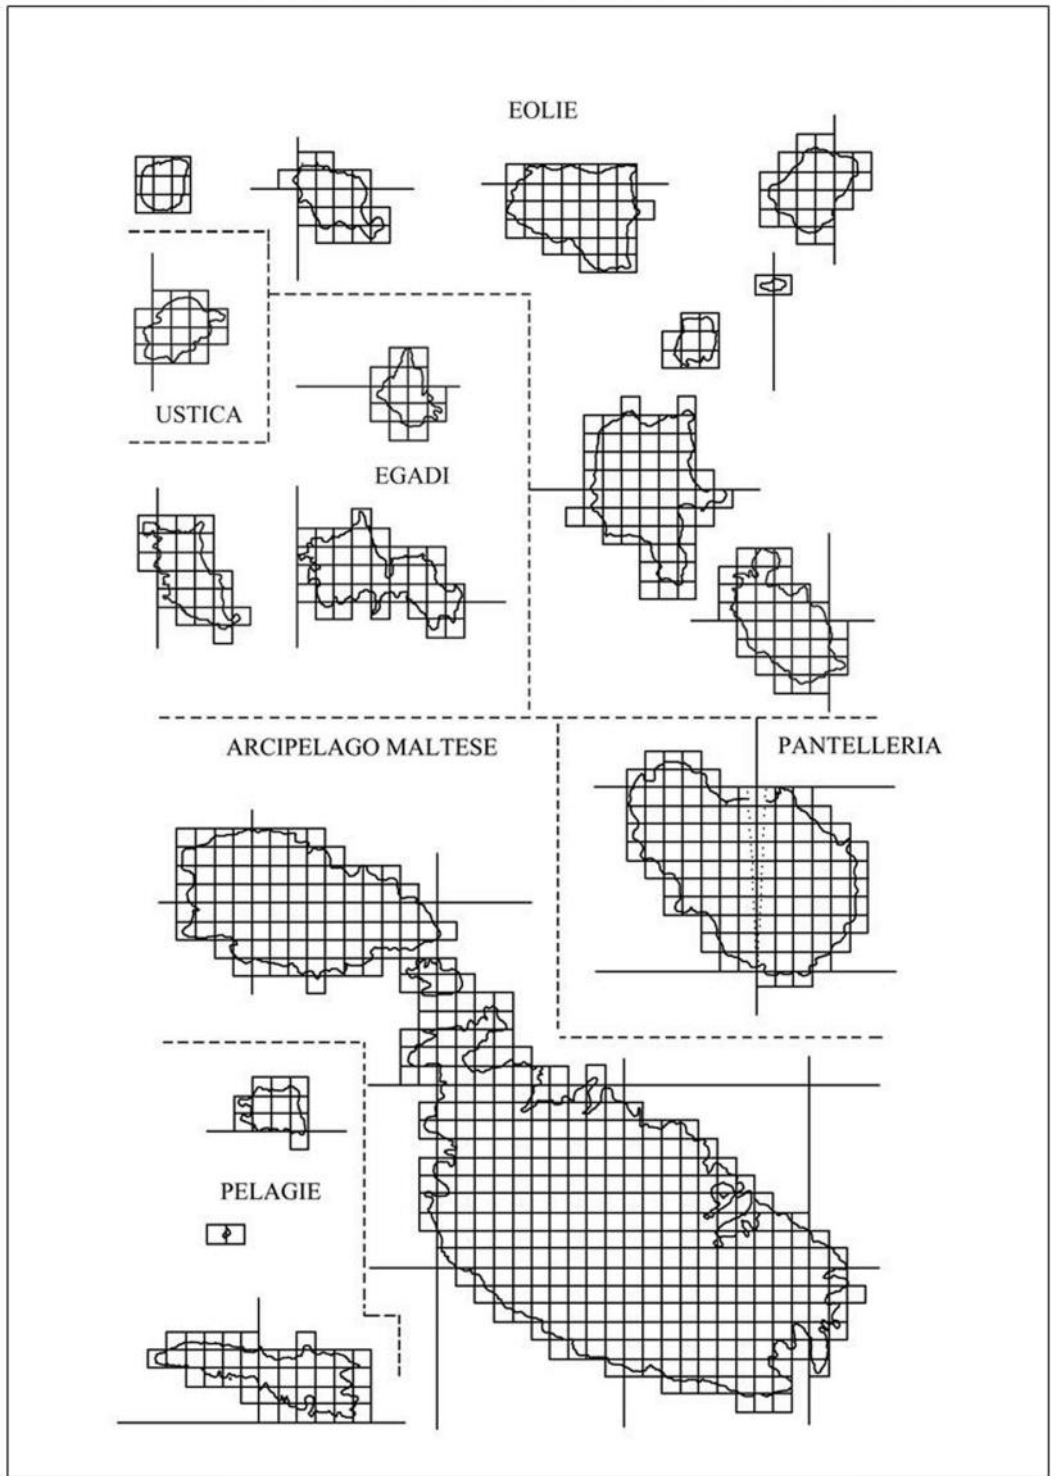 EOLIE
USTICA
EGADI
ARCIPELAGO MALTESE
PANTELLERIA
PELAGIE